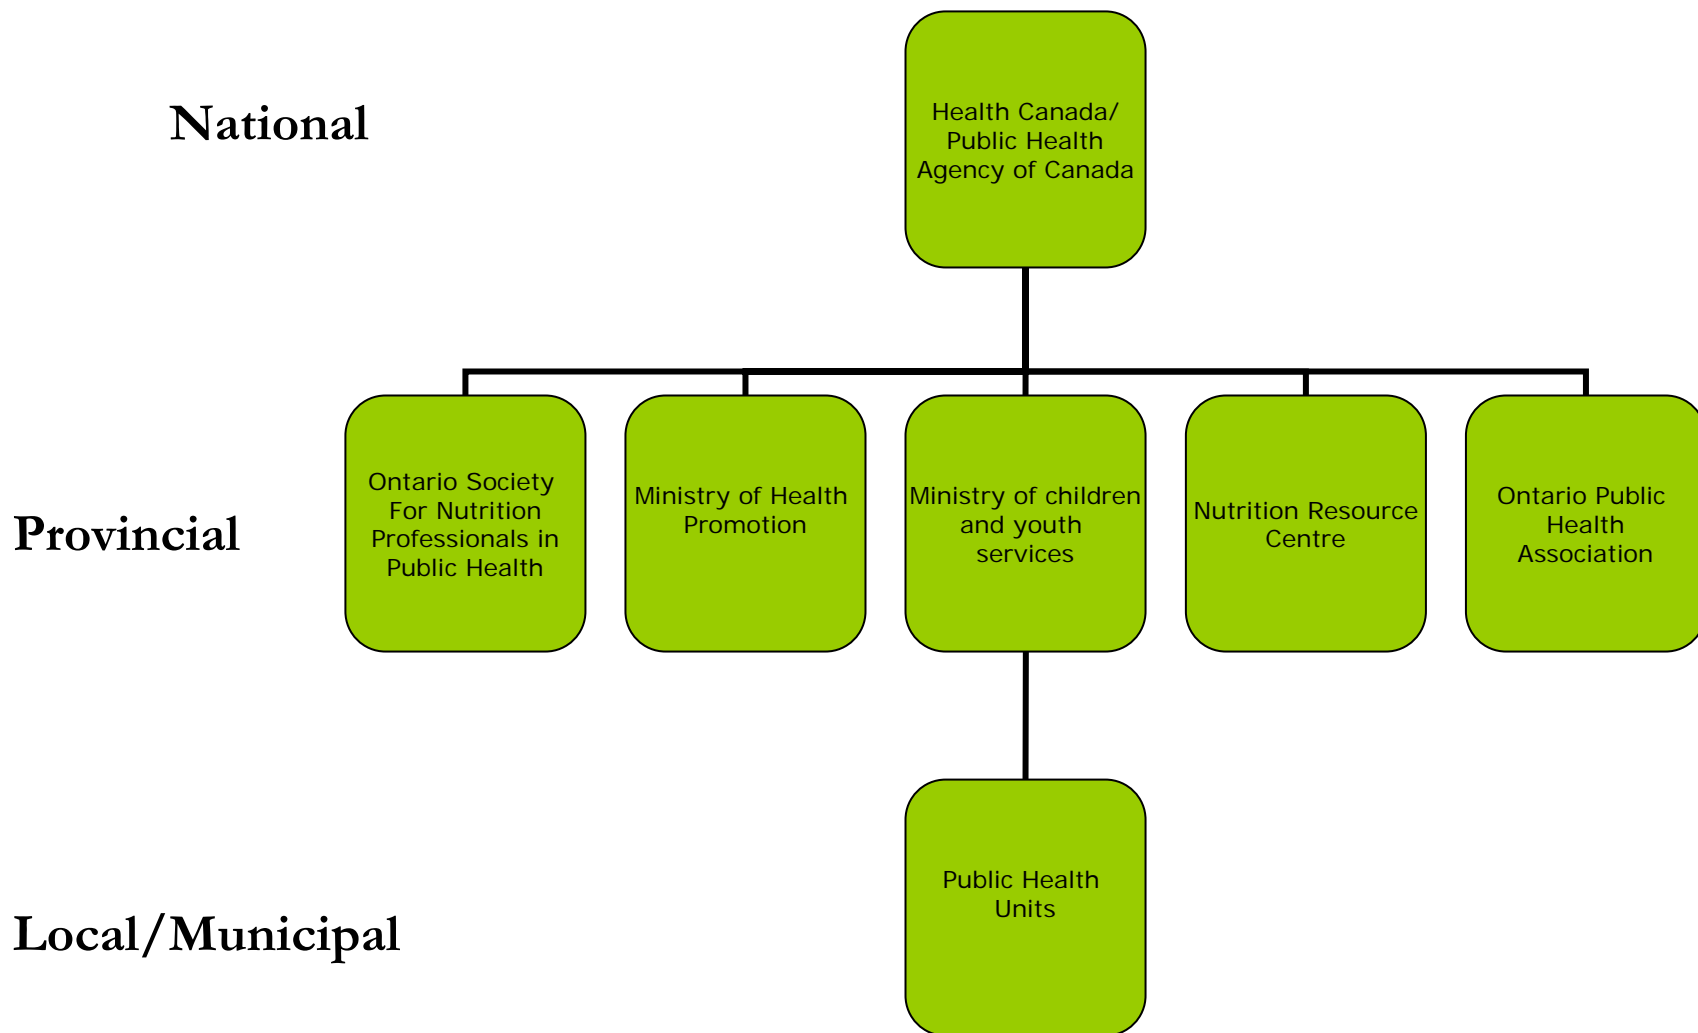 National
Health Canada/
Public Health
Agency of Canada
Provincial
Ontario Society
For Nutrition
Professionals in
Public Health
Ministry of Health
Promotion
Ministry of children
and youth
services
Nutrition Resource
Centre
Ontario Public
Health
Association
Local/Municipal
Public Health
Units